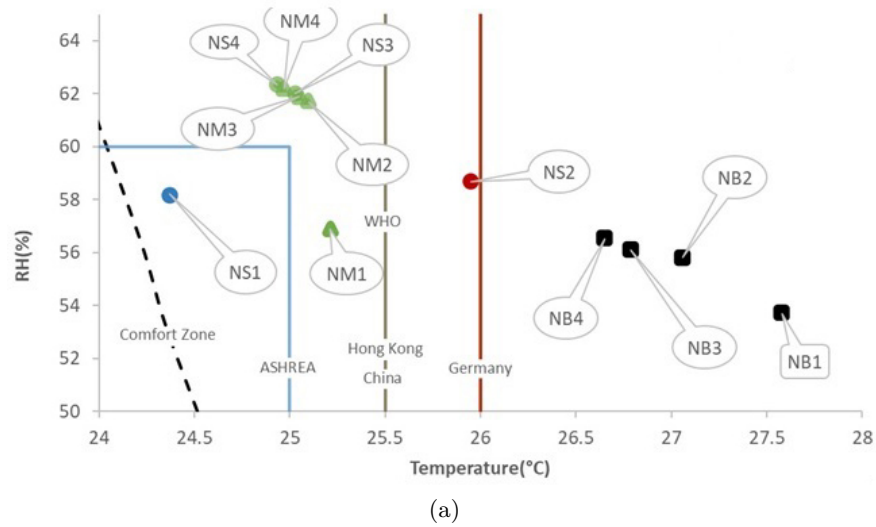 NM4
NS4
NS3
NM3
NM2
NS2
NB2
WHO
NS1
NM1
NB4
NB3
NB1
Comfort Zone
ASHREA
Hong Kong
China
Germany
64
62
60
58
56
54
52
50
RH(%)
24
24.5
25
25.5
26
26.5
27
27.5
28
Temperature(°C)
(a)